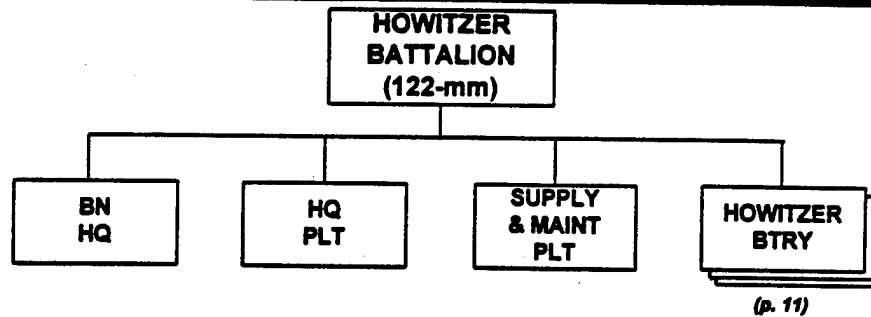 HOWITZER
BATTALION
(122-mm)
BN
HQ
HQ
PLT
SUPPLY
& MAINT
PLT
HOWITZER
BTRY
(p. 11)